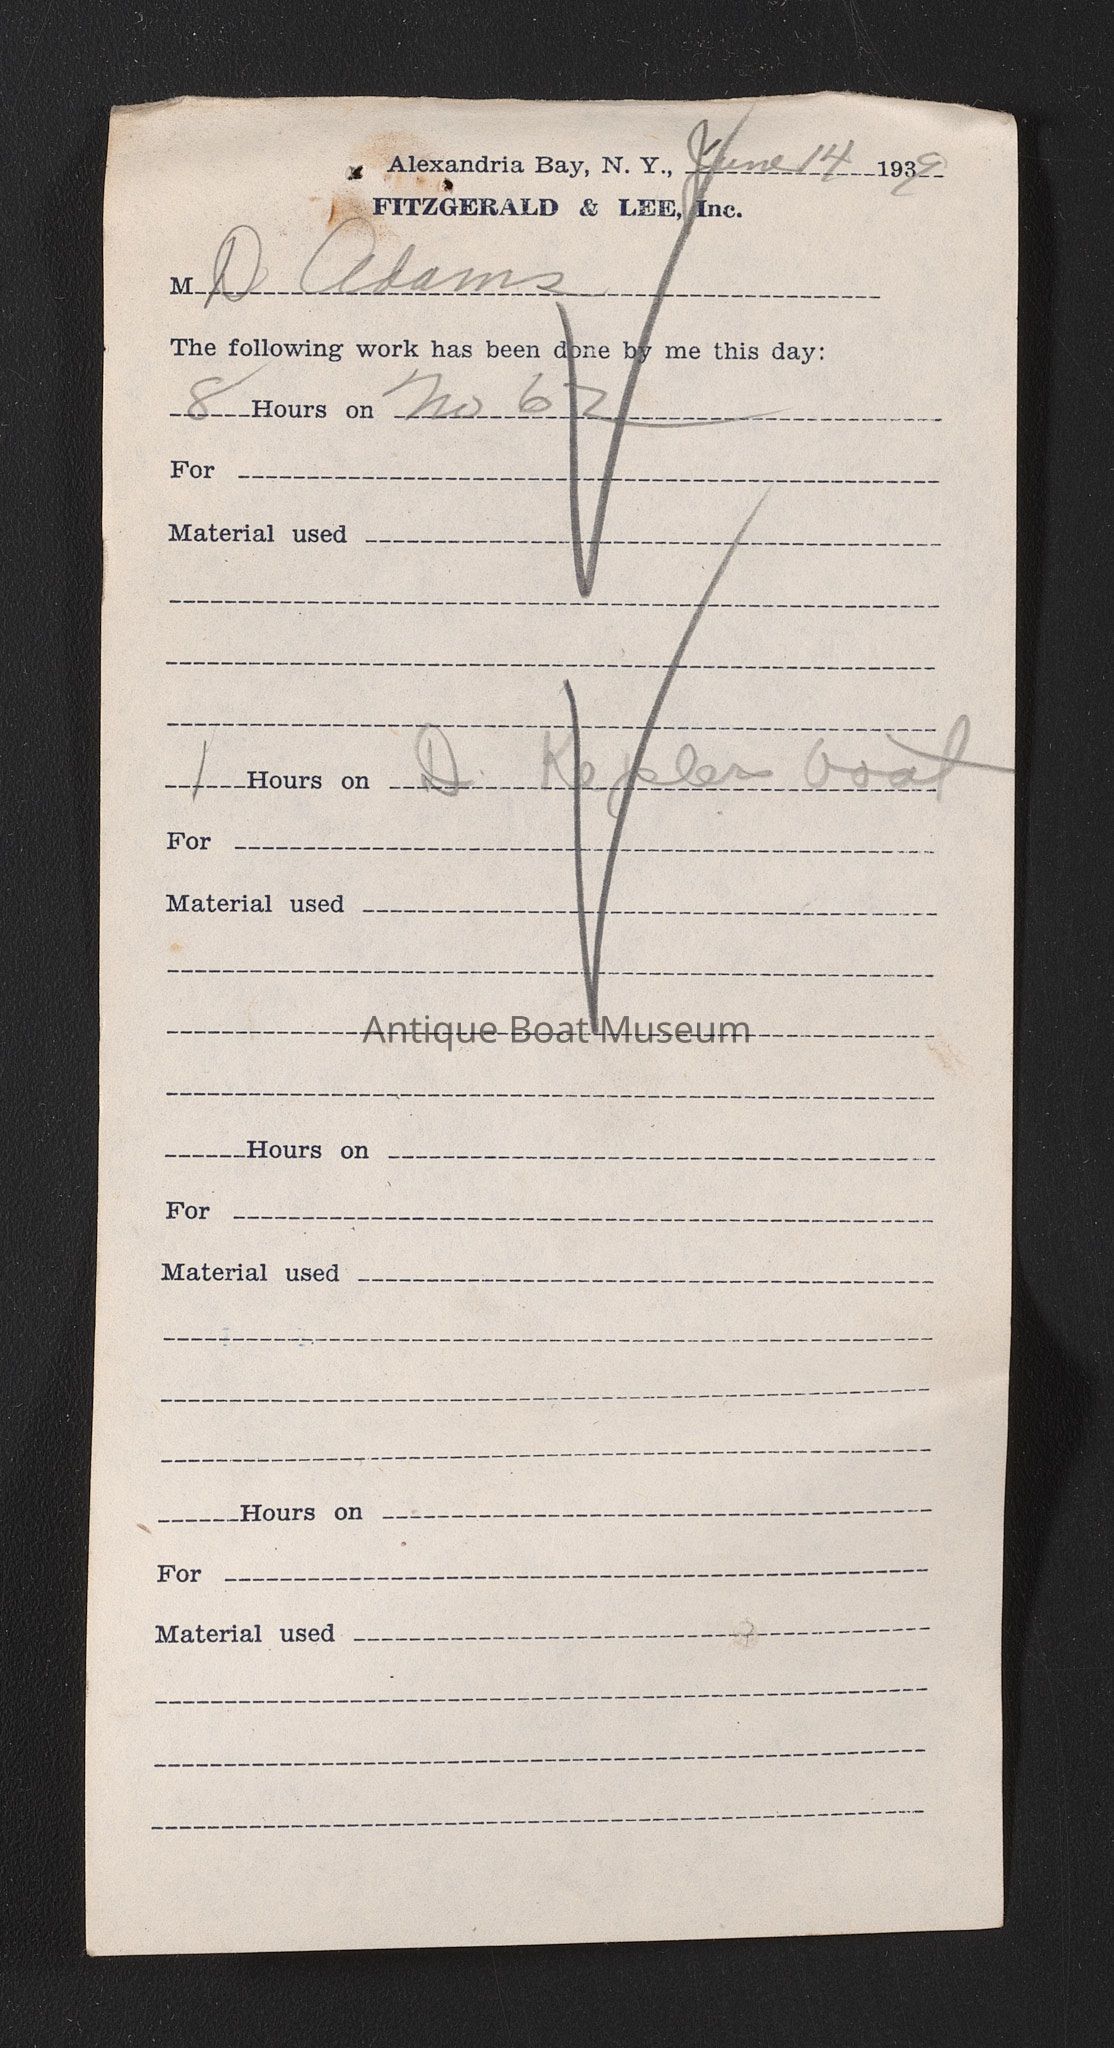 Alexandria Bay, N. Y., June 14 1939
FITZGERALD & LEE, Inc.
M D Adams
The following work has been done by me this day:
8 Hours on No 62
For
Material used
1 Hours on D. Kepler boat
For
Material used
Antique Boat Museum
Hours on
For
Material used
Hours on
For
Material used